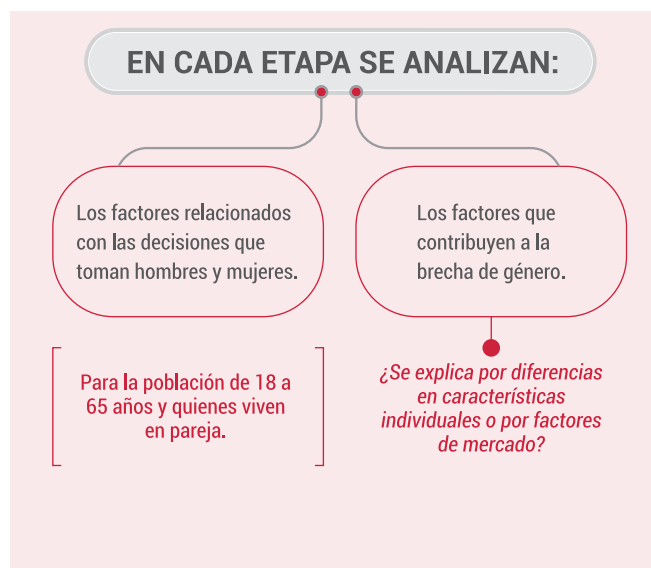 EN CADA ETAPA SE ANALIZAN:
Los factores relacionados
con las decisiones que
toman hombres y mujeres.
Los factores que
contribuyen a la
brecha de género.
Para la población de 18 a
65 años y quienes viven
en pareja.
¿Se explica por diferencias
en características
individuales o por factores
de mercado?